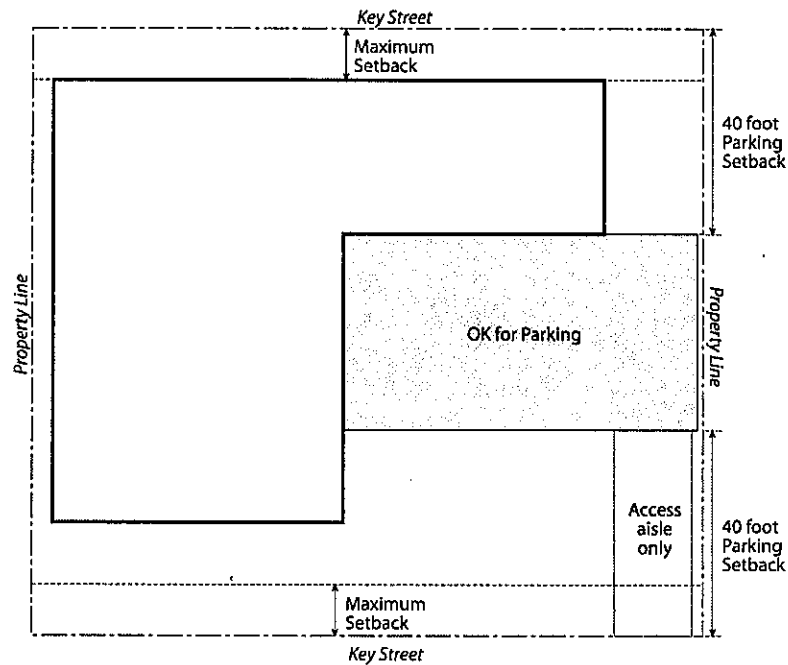 Key Street
Maximum
Setback
40 foot
Parking
Setback
Property Line
Property Line
OK for Parking
Access
aisle
only
40 foot
Parking
Setback
Maximum
Setback
Key Street